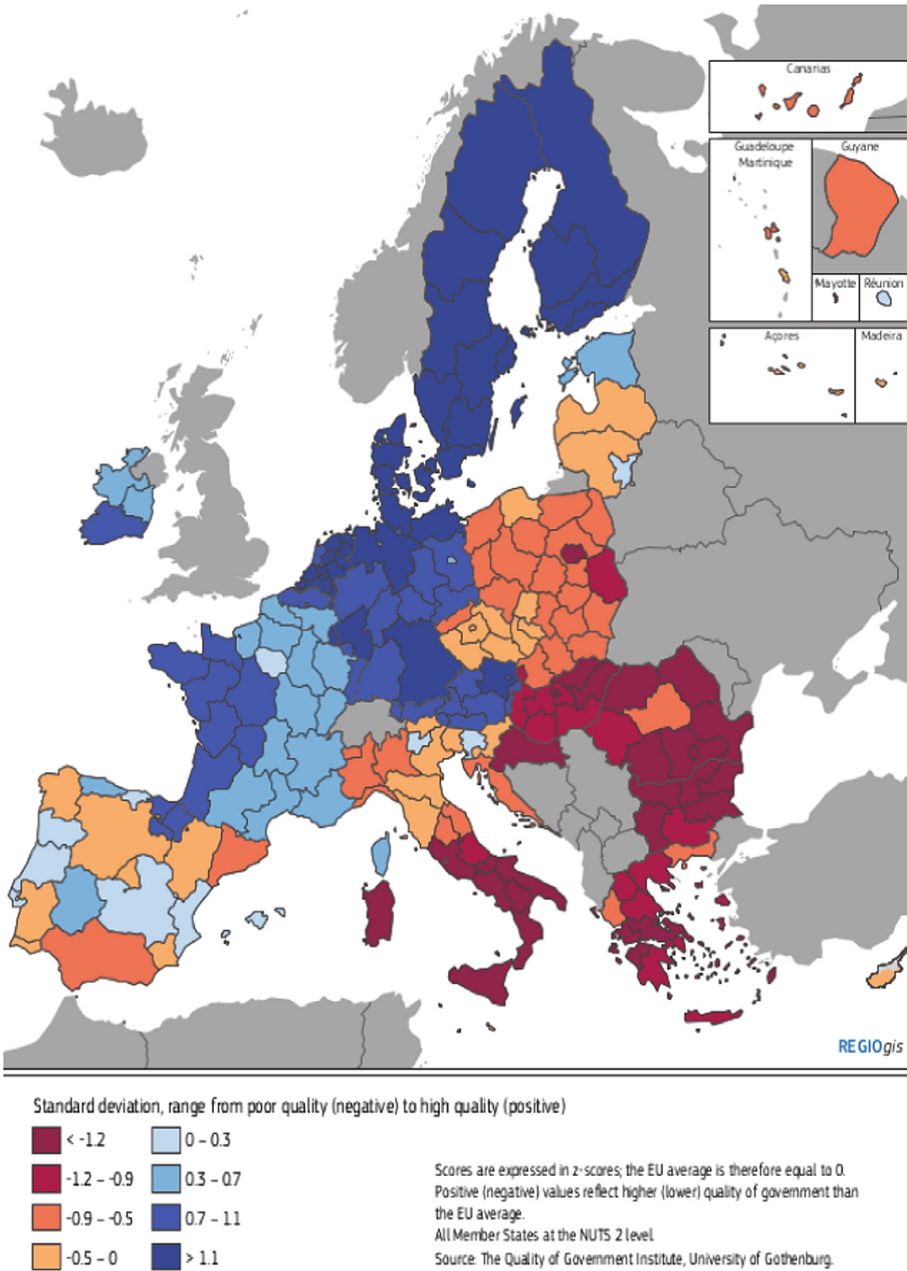 Canarias
Guadeloupe
Martinique
Guyane
Mayotte
Réunion
Açores
Madeira
REGIOgis
Standard deviation, range from poor quality (negative) to high quality (positive)
< -1.2
0 – 0.3
-1.2 – -0.9
0.3 – 0.7
-0.9 – -0.5
0.7 – 1.1
-0.5 – 0
> 1.1
Scores are expressed in z-scores; the EU average is therefore equal to 0.
Positive (negative) values reflect higher (lower) quality of government than
the EU average.
All Member States at the NUTS 2 level.
Source: The Quality of Government Institute, University of Gothenburg.